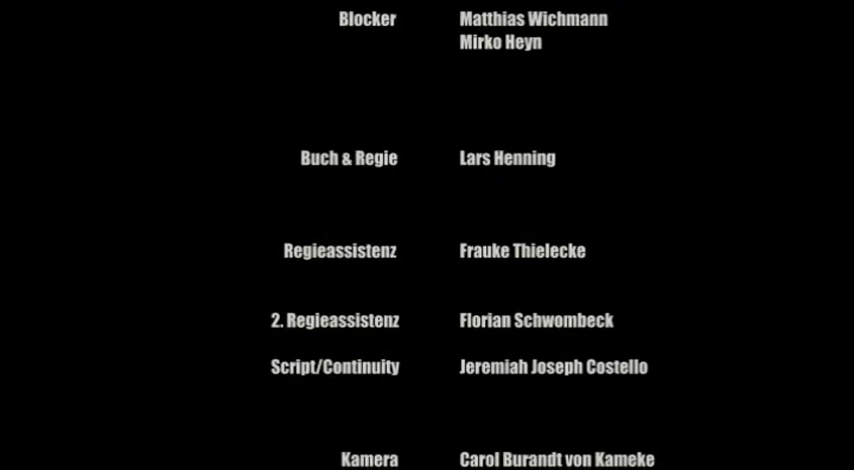 Blocker Matthias Wichmann
Mirko Heyn
Buch & Regie Lars Henning
Regieassistenz Frauke Thielecke
2. Regieassistenz Florian Schwombeck
Script/Continuity Jeremiah Joseph Costello
Kamera Carol Burandt von Kameke